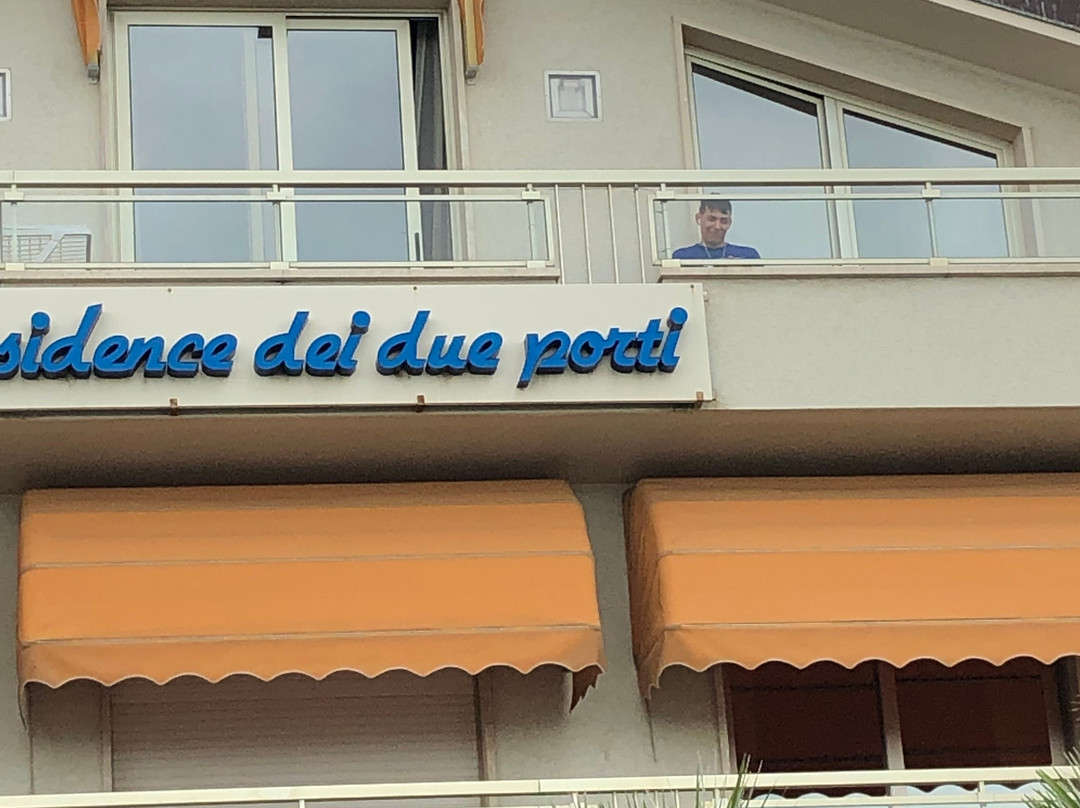 sidence dei due porti